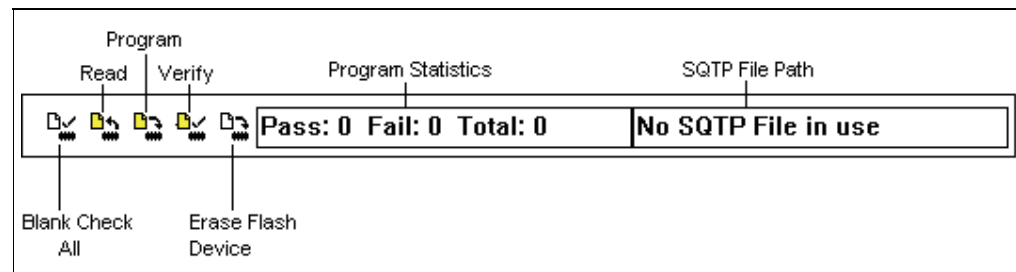 Program
Read Verify Program Statistics SQTP File Path
Pass: 0 Fail: 0 Total: 0 No SQTP File in use
Blank Check Erase Flash
All Device